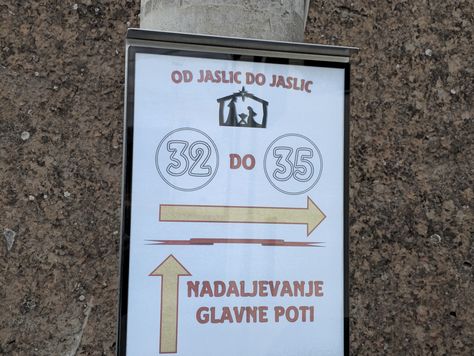 OD JASLIC DO JASLIC
32 DO 35
NADALJEVANJE
GLAVNE POTI